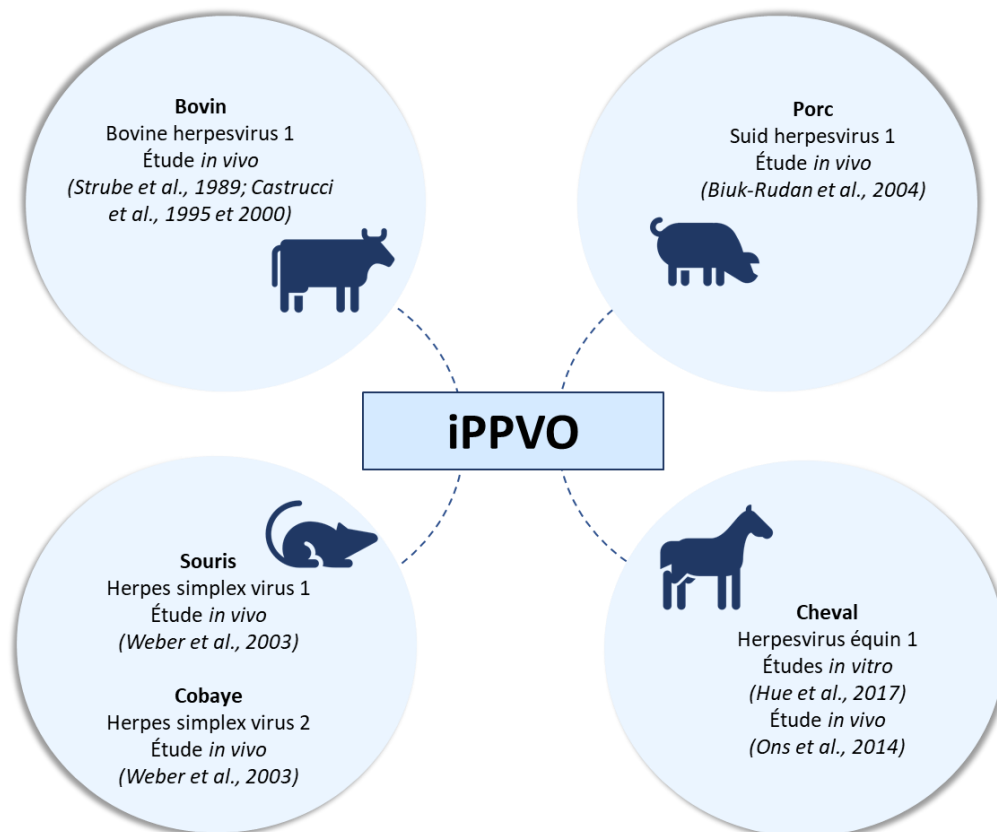 Bovin
Bovine herpesvirus 1
Étude in vivo
(Strube et al., 1989; Castrucci
et al., 1995 et 2000)
Porc
Suid herpesvirus 1
Étude in vivo
(Biuk-Rudan et al., 2004)
iPPVO
Souris
Herpes simplex virus 1
Étude in vivo
(Weber et al., 2003)
Cobaye
Herpes simplex virus 2
Étude in vivo
(Weber et al., 2003)
Cheval
Herpesvirus équin 1
Études in vitro
(Hue et al., 2017)
Étude in vivo
(Ons et al., 2014)